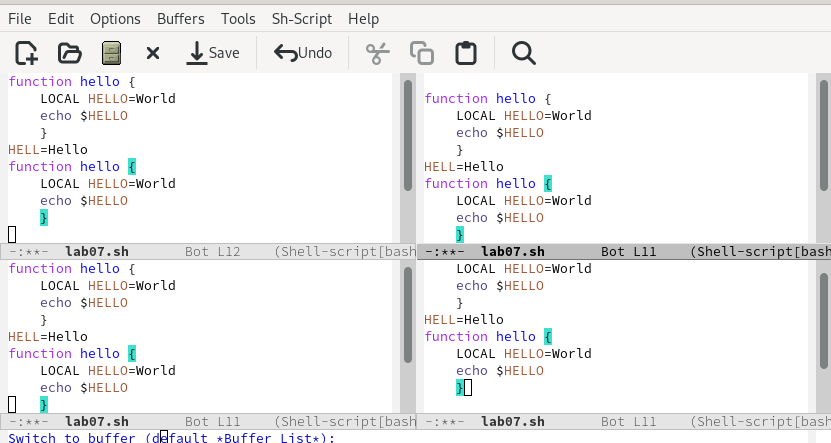 File Edit Options Buffers Tools Sh-Script Help
Save Undo
function hello {
LOCAL HELLO=World
echo $HELLO
}
HELL=Hello
function hello {
LOCAL HELLO=World
echo $HELLO
}
-:**- lab07.sh Bot L12 (Shell-script[bash
function hello {
LOCAL HELLO=World
echo $HELLO
}
HELL=Hello
function hello {
LOCAL HELLO=World
echo $HELLO
}
-:**- lab07.sh Bot L11 (Shell-script[bash
function hello {
LOCAL HELLO=World
echo $HELLO
}
HELL=Hello
function hello {
LOCAL HELLO=World
echo $HELLO
}
-:**- lab07.sh Bot L11 (Shell-script[bash
LOCAL HELLO=World
echo $HELLO
}
HELL=Hello
function hello {
LOCAL HELLO=World
echo $HELLO
}
-:**- lab07.sh Bot L11 (Shell-script[bash
Switch to buffer (default *Buffer List*):